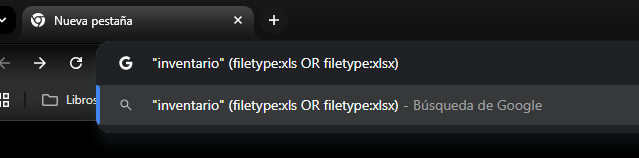 Nueva pestaña
"inventario" (filetype:xls OR filetype:xlsx)
"inventario" (filetype:xls OR filetype:xlsx) - Búsqueda de Google
Libros